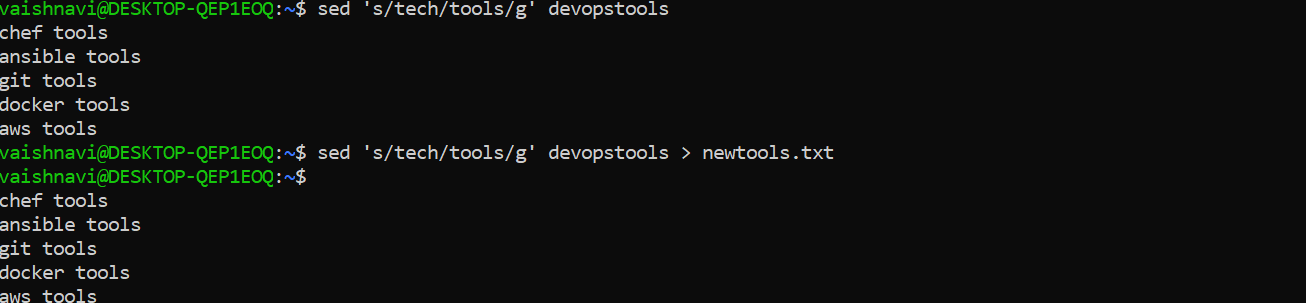 vaishnavi@DESKTOP-QEP1EOQ:~$ sed 's/tech/tools/g' devopstools
chef tools
ansible tools
git tools
docker tools
aws tools
vaishnavi@DESKTOP-QEP1EOQ:~$ sed 's/tech/tools/g' devopstools > newtools.txt
vaishnavi@DESKTOP-QEP1EOQ:~$
chef tools
ansible tools
git tools
docker tools
aws tools